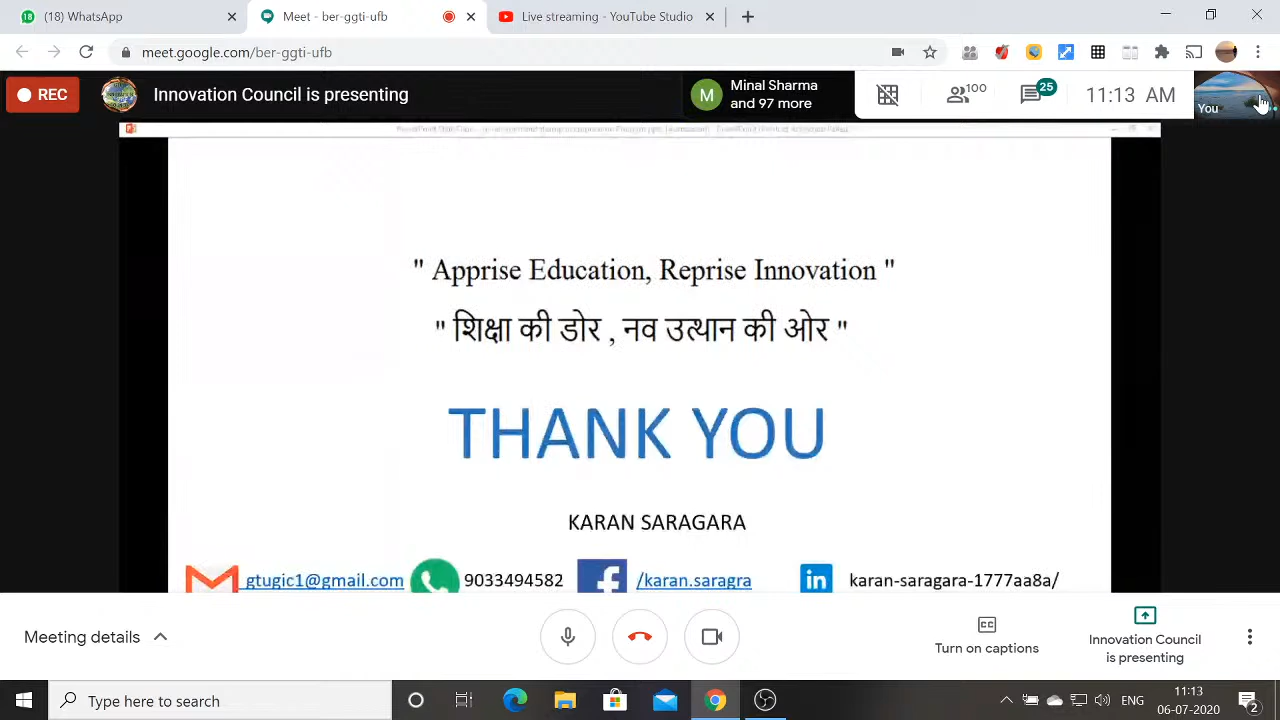 (18) WhatsApp
Meet - ber-ggti-ufb
Live streaming - YouTube Studio
meet.google.com/ber-ggti-ufb
REC
Innovation Council is presenting
M
Minal Sharma
and 97 more
100
25
11:13 AM
You
" Apprise Education, Reprise Innovation "
" शिक्षा की डोर , नव उत्थान की ओर "
THANK YOU
KARAN SARAGARA
gtugic1@gmail.com
9033494582
/karan.saragra
karan-saragara-1777aa8a/
Meeting details
Turn on captions
Innovation Council
is presenting
Type here to search
ENG
11:13
06-07-2020
2